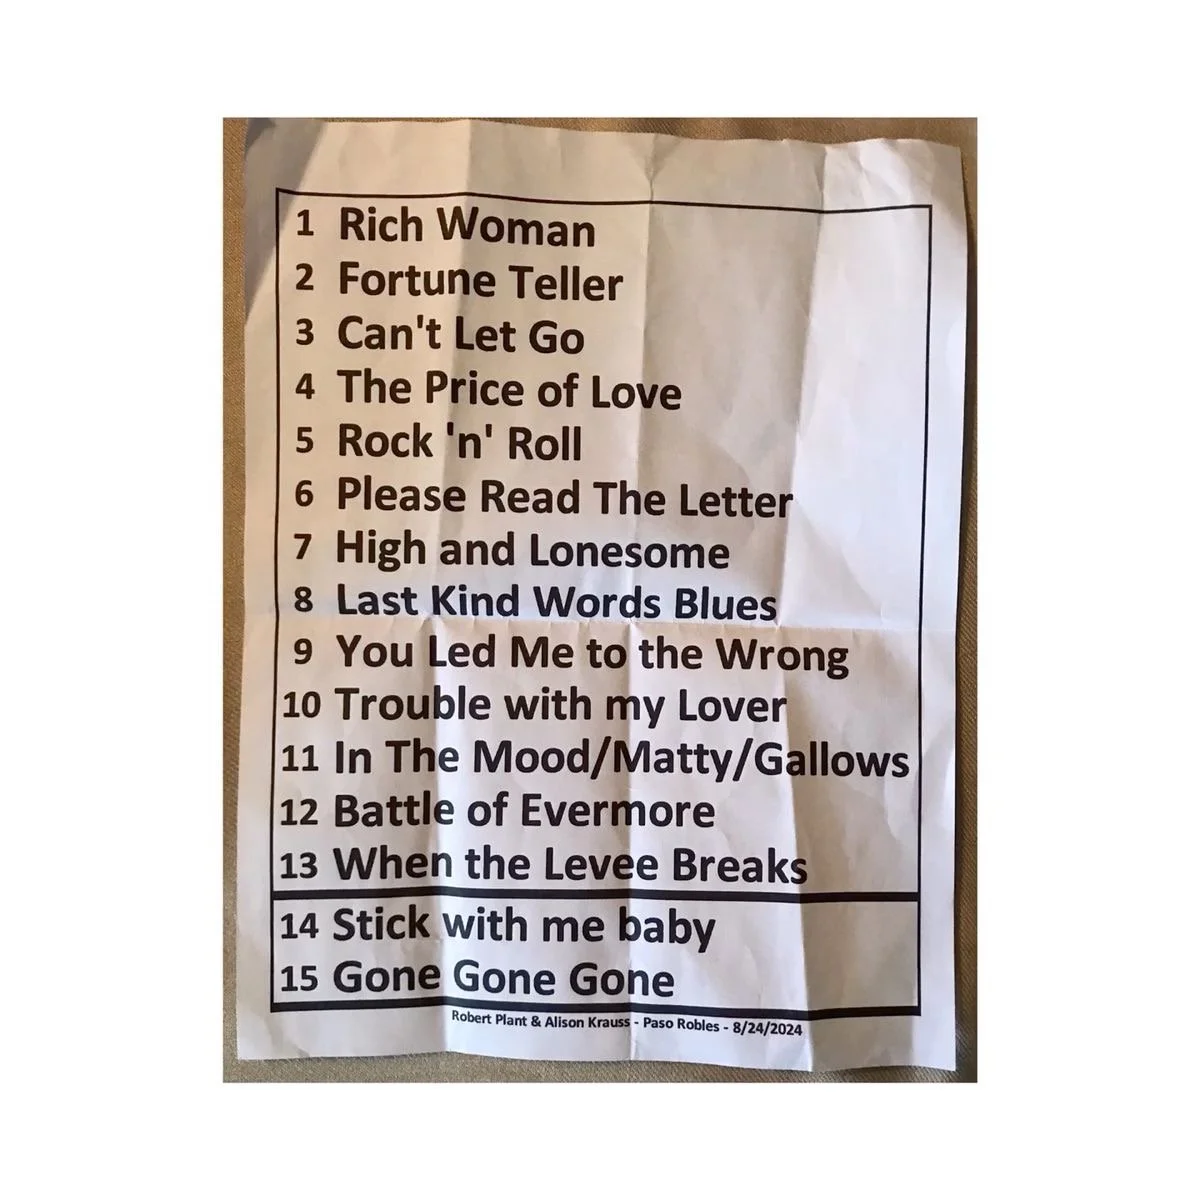 1 Rich Woman
2 Fortune Teller
3 Can't Let Go
4 The Price of Love
5 Rock 'n' Roll
6 Please Read The Letter
7 High and Lonesome
8 Last Kind Words Blues
9 You Led Me to the Wrong
10 Trouble with my Lover
11 In The Mood/Matty/Gallows
12 Battle of Evermore
13 When the Levee Breaks
14 Stick with me baby
15 Gone Gone Gone
Robert Plant & Alison Krauss - Paso Robles - 8/24/2024